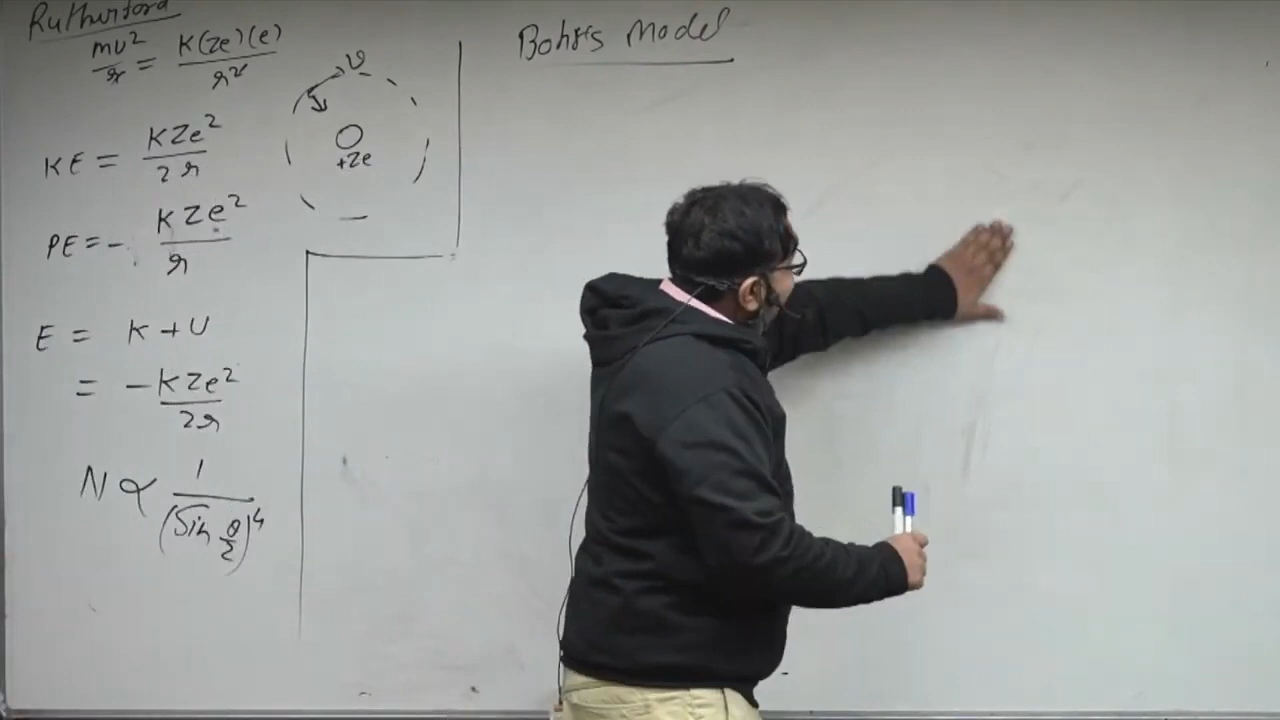 Rutherford
mv²/r = K(Ze)(e)/r²
KE = KZe²/2r
PE = - KZe²/r
E = K + U
= -KZe²/2r
N ∝ 1/(Sin θ/2)⁴
v
+Ze
Bohr's Model